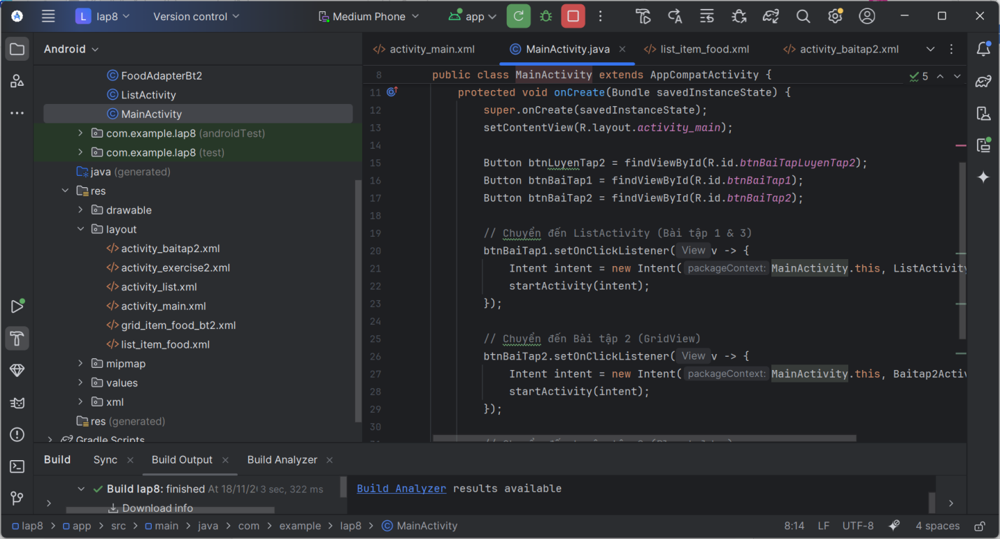 L lap8 Version control Medium Phone app
Android
activity_main.xml MainActivity.java list_item_food.xml activity_baitap2.xml
FoodAdapterBt2
ListActivity
MainActivity
com.example.lap8 (androidTest)
com.example.lap8 (test)
java (generated)
res
drawable
layout
activity_baitap2.xml
activity_exercise2.xml
activity_list.xml
activity_main.xml
grid_item_food_bt2.xml
list_item_food.xml
mipmap
values
xml
res (generated)
Gradle Scripts
8 public class MainActivity extends AppCompatActivity { 5
11 protected void onCreate(Bundle savedInstanceState) {
12 super.onCreate(savedInstanceState);
13 setContentView(R.layout.activity_main);
14
15 Button btnLuyenTap2 = findViewById(R.id.btnBaiTapLuyenTap2);
16 Button btnBaiTap1 = findViewById(R.id.btnBaiTap1);
17 Button btnBaiTap2 = findViewById(R.id.btnBaiTap2);
18
19 // Chuyển đến ListActivity (Bài tập 1 & 3)
20 btnBaiTap1.setOnClickListener( View v -> {
21 Intent intent = new Intent( packageContext: MainActivity.this, ListActivity
22 startActivity(intent);
23 });
24
25 // Chuyển đến Bài tập 2 (GridView)
26 btnBaiTap2.setOnClickListener( View v -> {
27 Intent intent = new Intent( packageContext: MainActivity.this, Baitap2Activ
28 startActivity(intent);
29 });
30
Build Sync Build Output Build Analyzer
Build lap8: finished At 18/11/2 3 sec, 322 ms
Download info
Build Analyzer results available
lap8 > app > src > main > java > com > example > lap8 > MainActivity 8:14 LF UTF-8 4 spaces